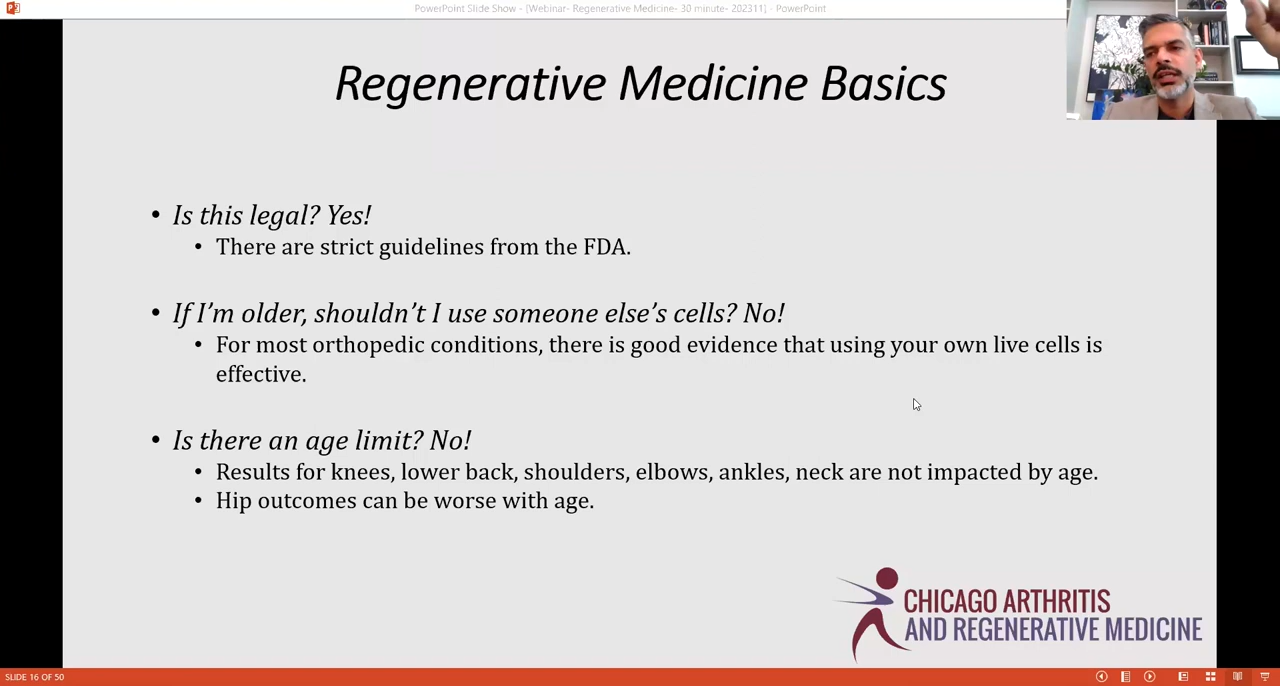 PowerPoint Slide Show - [Webinar- Regenerative Medicine- 30 minute- 202311] - PowerPoint
Regenerative Medicine Basics
• Is this legal? Yes!
• There are strict guidelines from the FDA.
• If I’m older, shouldn’t I use someone else’s cells? No!
• For most orthopedic conditions, there is good evidence that using your own live cells is
effective.
• Is there an age limit? No!
• Results for knees, lower back, shoulders, elbows, ankles, neck are not impacted by age.
• Hip outcomes can be worse with age.
CHICAGO ARTHRITIS
AND REGENERATIVE MEDICINE
SLIDE 16 OF 50